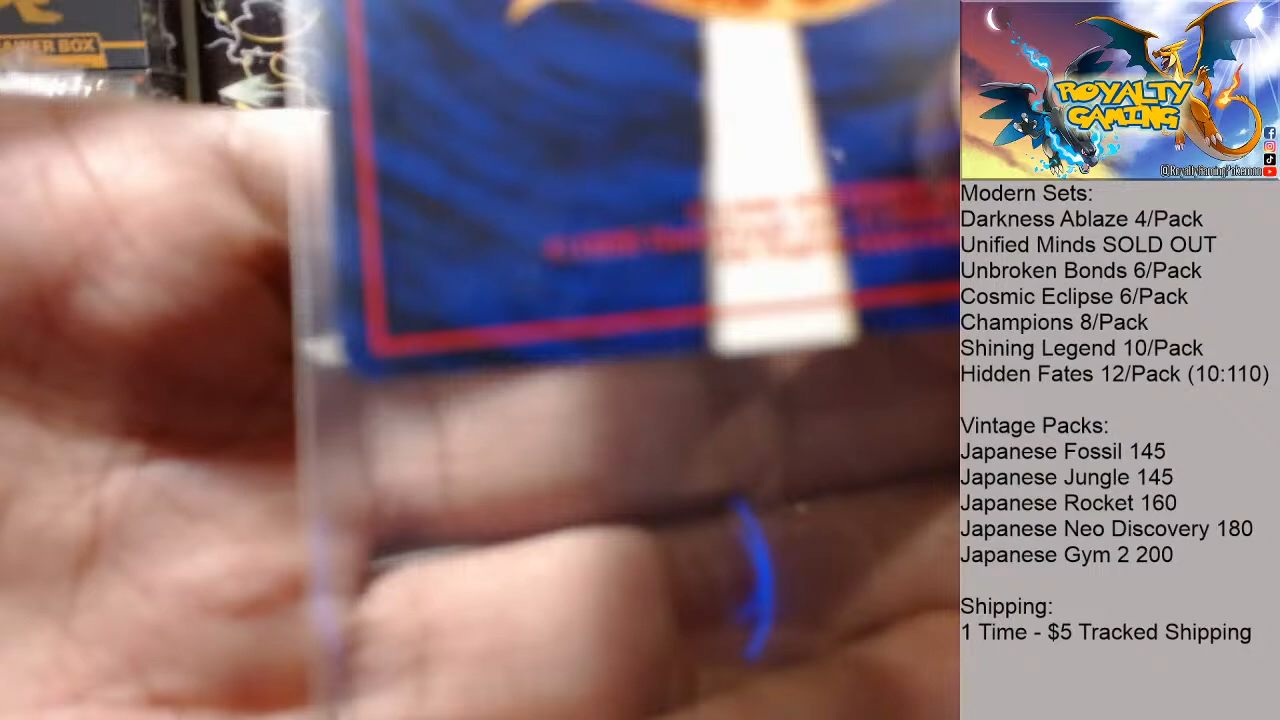 ROYALTY
GAMING
@RoyaltyGamingPokemon
Modern Sets:
Darkness Ablaze 4/Pack
Unified Minds SOLD OUT
Unbroken Bonds 6/Pack
Cosmic Eclipse 6/Pack
Champions 8/Pack
Shining Legend 10/Pack
Hidden Fates 12/Pack (10:110)
Vintage Packs:
Japanese Fossil 145
Japanese Jungle 145
Japanese Rocket 160
Japanese Neo Discovery 180
Japanese Gym 2 200
Shipping:
1 Time - $5 Tracked Shipping
BOX